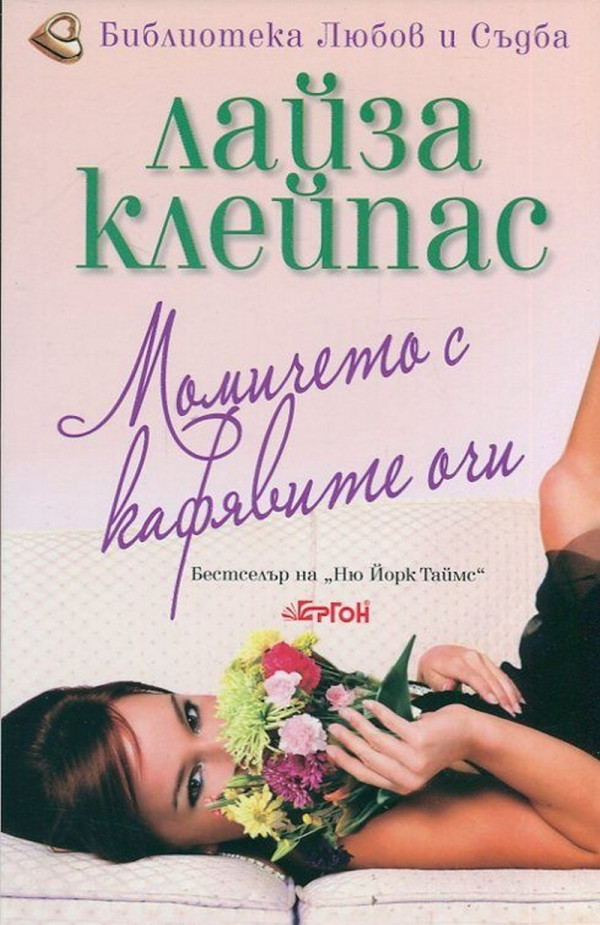 Библиотека Любов и Съдба
лайза
клейпас
Момичето с
кафявите очи
Бестселър на „Ню Йорк Таймс“
ЕРГОН®